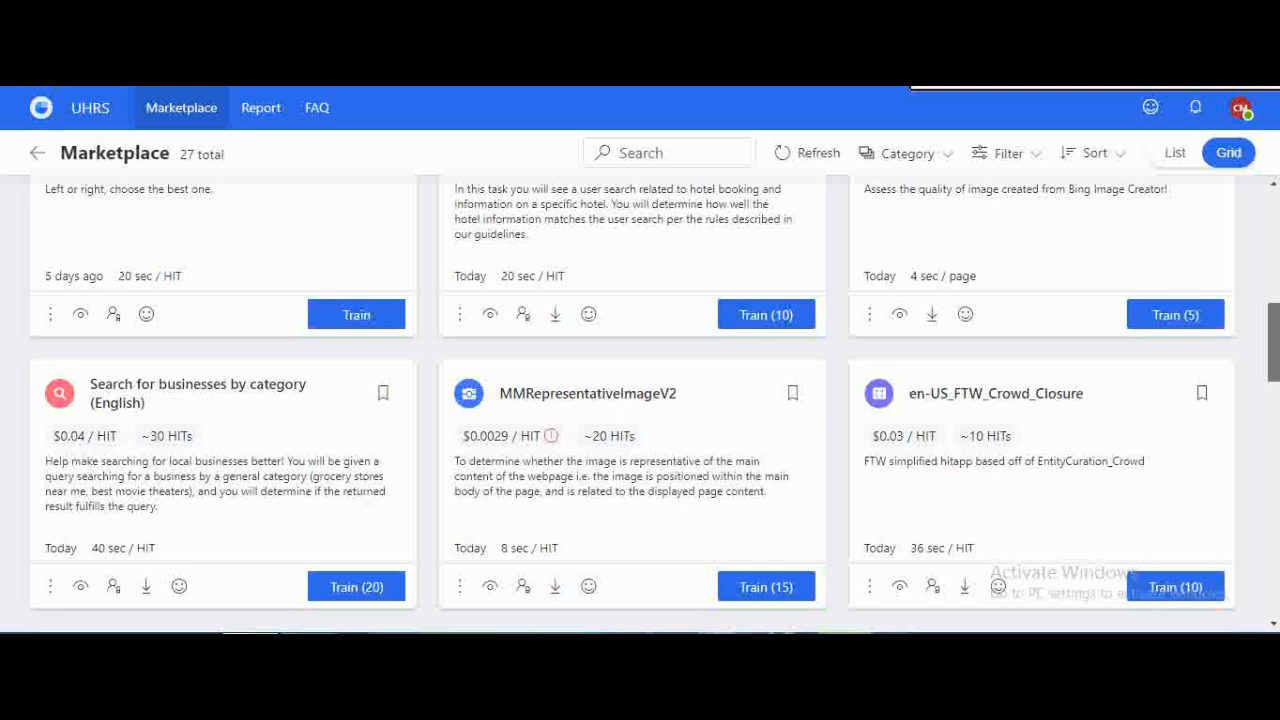 UHRS Marketplace Report FAQ CM
Marketplace 27 total Search Refresh Category Filter Sort List Grid
Left or right, choose the best one.
5 days ago 20 sec / HIT
Train
In this task you will see a user search related to hotel booking and
information on a specific hotel. You will determine how well the
hotel information matches the user search per the rules described in
our guidelines.
Today 20 sec / HIT
Train (10)
Assess the quality of image created from Bing Image Creator!
Today 4 sec / page
Train (5)
Search for businesses by category
(English)
$0.04 / HIT ~30 HITs
Help make searching for local businesses better! You will be given a
query searching for a business by a general category (grocery stores
near me, best movie theaters), and you will determine if the returned
result fulfills the query.
Today 40 sec / HIT
Train (20)
MMRepresentativeImageV2
$0.0029 / HIT ~20 HITs
To determine whether the image is representative of the main
content of the webpage i.e. the image is positioned within the main
body of the page, and is related to the displayed page content.
Today 8 sec / HIT
Train (15)
en-US_FTW_Crowd_Closure
$0.03 / HIT ~10 HITs
FTW simplified hitapp based off of EntityCuration_Crowd
Today 36 sec / HIT
Train (10)
Activate Windows
Go to PC settings to activate Windows.